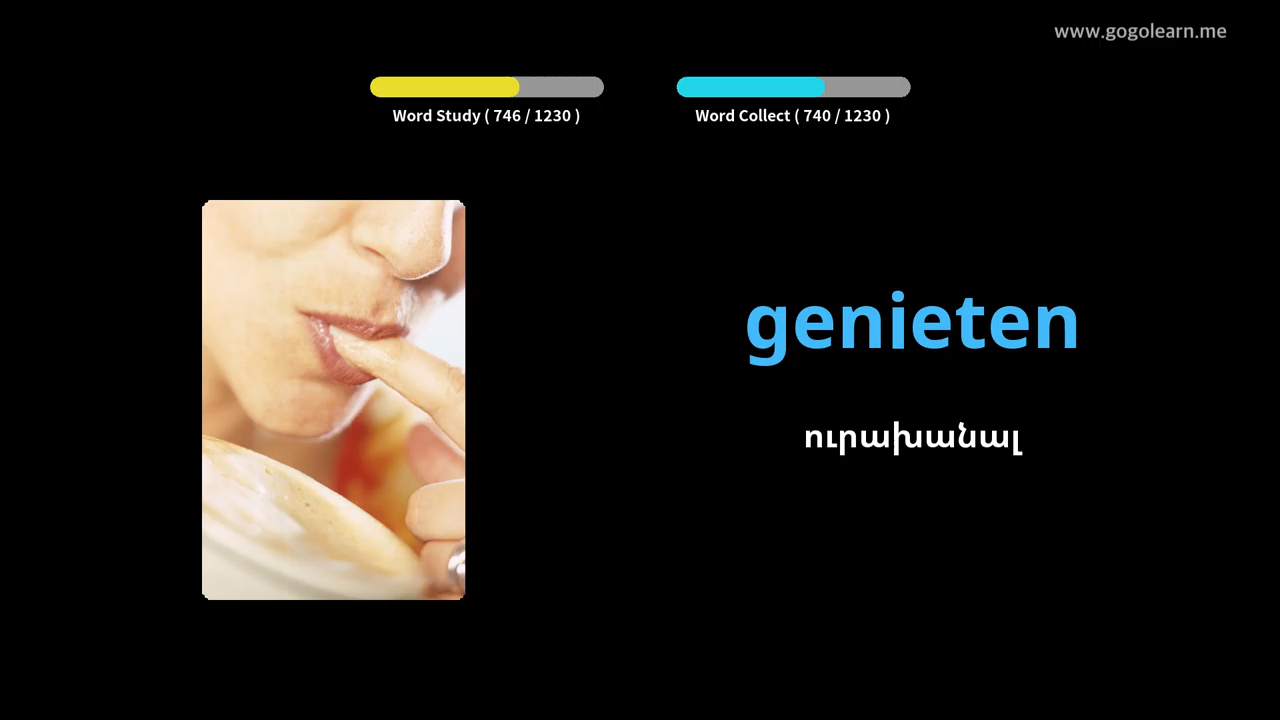 www.gogolearn.me
Word Study ( 746 / 1230 )
Word Collect ( 740 / 1230 )
genieten
ուրախանալ